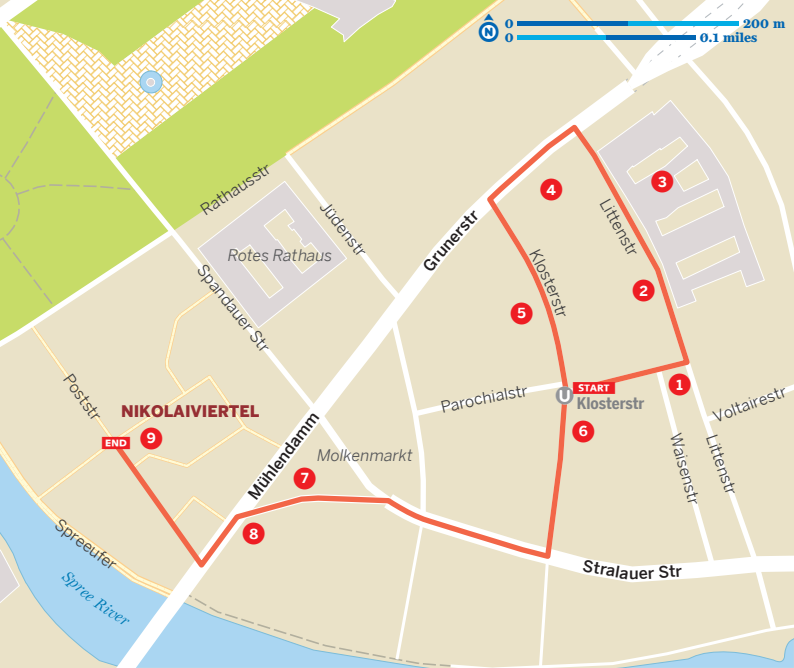 0 200 m
N
0 0.1 miles
Rathausstr
Jüdenstr
Rotes Rathaus
Grunerstr
4
3
Littenstr
Klosterstr
2
5
Spandauer Str
Poststr
NIKOLAIVIERTEL
END
9
Parochialstr
START
U
Klosterstr
1
Voltairestr
6
Waisenstr
Littenstr
Mühlendamm
Molkenmarkt
7
8
Stralauer Str
Spreeufer
Spree River